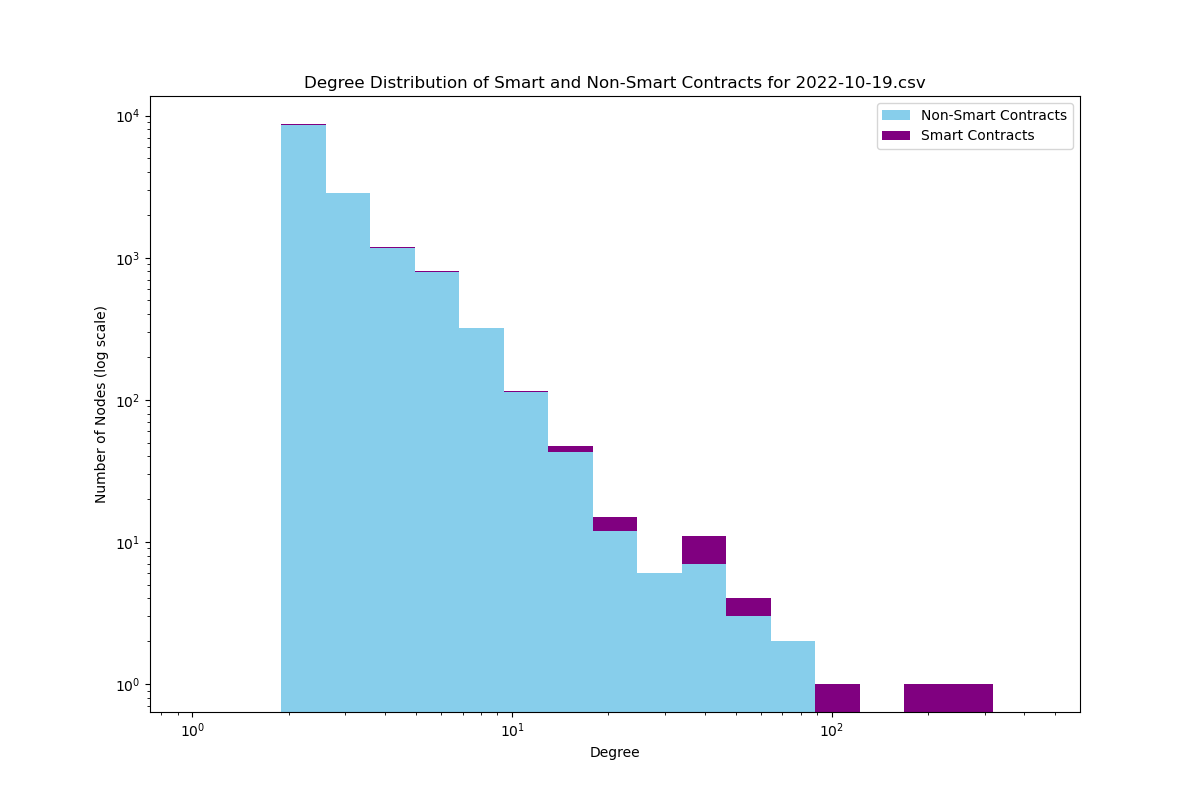 Degree Distribution of Smart and Non-Smart Contracts for 2022-10-19.csv
Non-Smart Contracts
Smart Contracts
Number of Nodes (log scale)
10⁴
10³
10²
10¹
10⁰
10⁰ 10¹ 10²
Degree